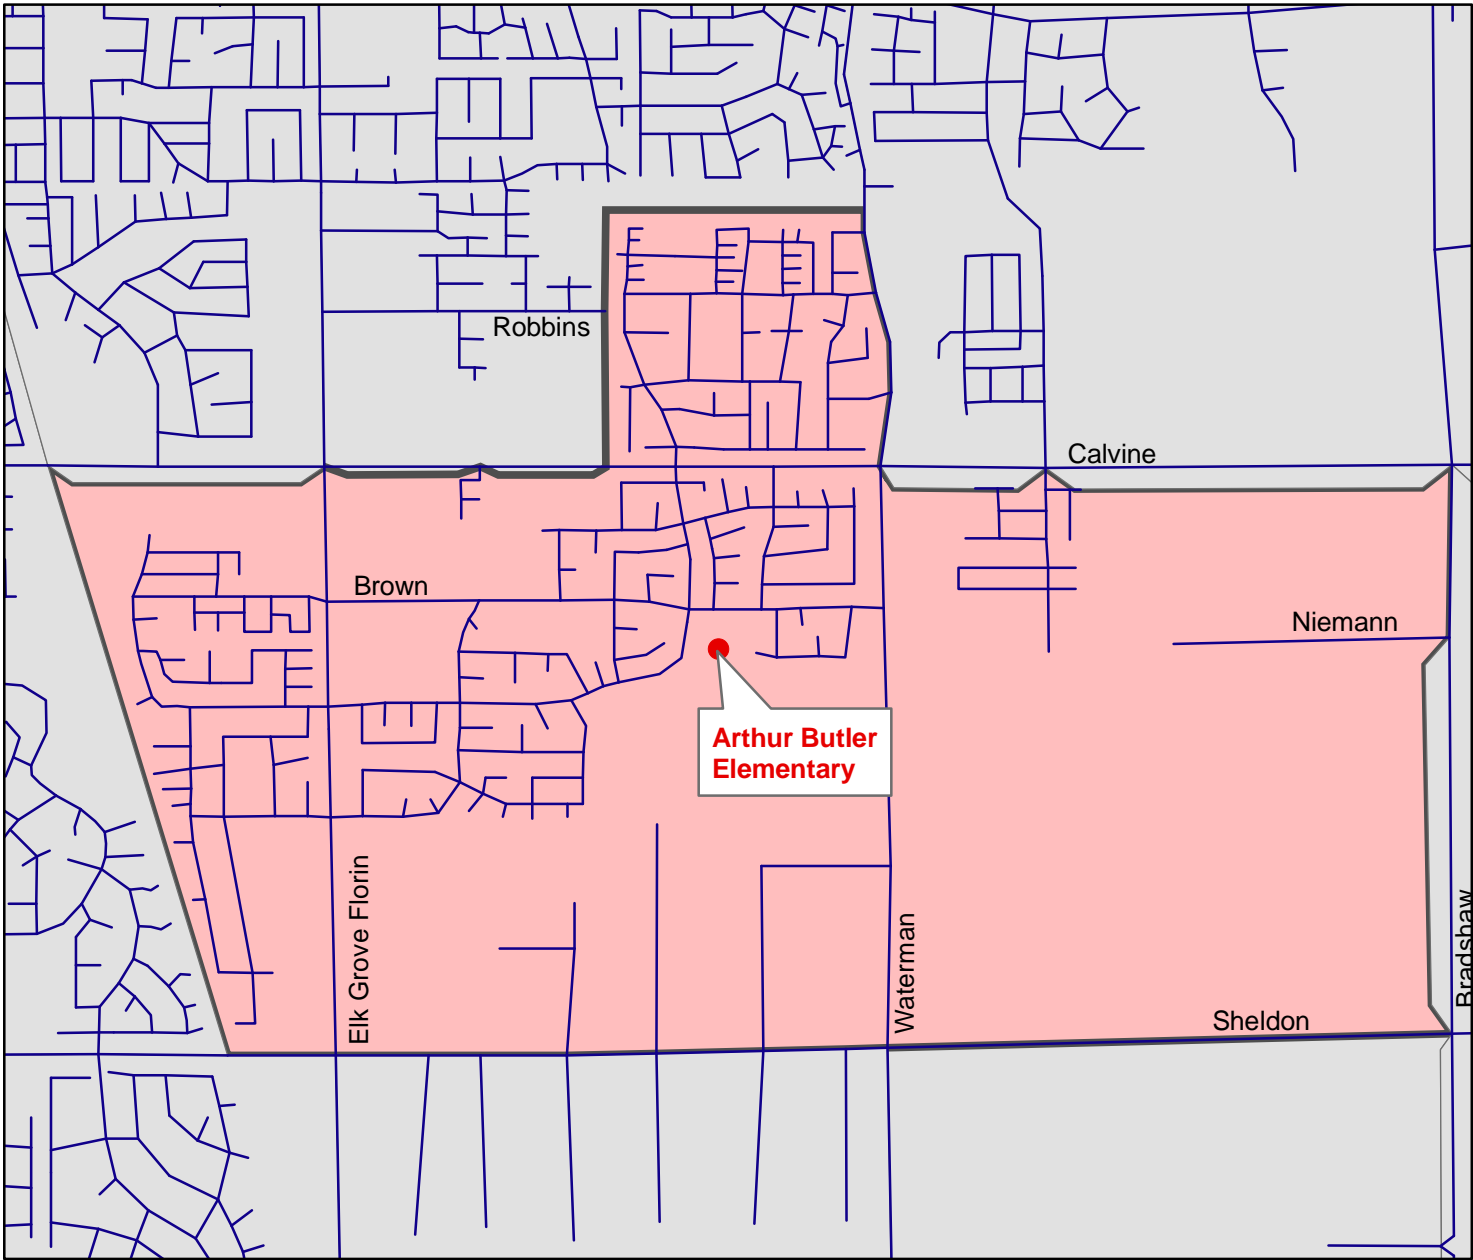 Robbins
Calvine
Brown
Niemann
Arthur Butler
Elementary
Elk Grove Florin
Waterman
Bradshaw
Sheldon